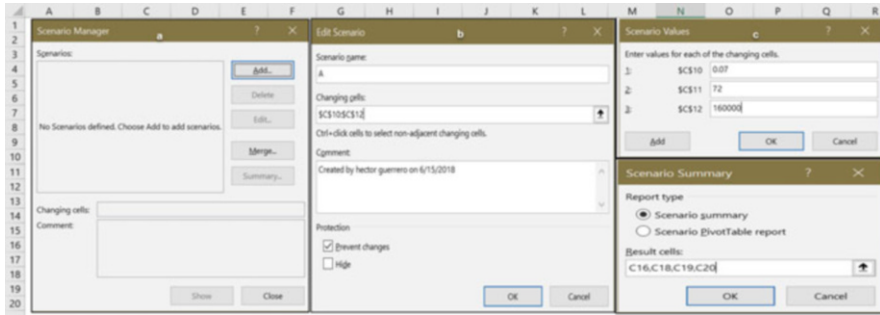 A B C D E F G H I J K L M N O P Q R
1
2
3
4
5
6
7
8
9
10
11
12
13
14
15
16
17
18
19
20
Scenario Manager a ? ×
Scenarios:
No Scenarios defined. Choose Add to add scenarios.
Add...
Delete
Edit...
Merge...
Summary...
Changing cells:
Comment:
Show Close
Edit Scenario b ? ×
Scenario name:
A
Changing cells:
$C$10:$C$12
Ctrl+click cells to select non-adjacent changing cells.
Comment:
Created by hector guerrero on 6/15/2018
Protection
Prevent changes
Hide
OK Cancel
Scenario Values c ? ×
Enter values for each of the changing cells.
1: $C$10 0.07
2: $C$11 72
3: $C$12 160000
Add OK Cancel
Scenario Summary ? ×
Report type
Scenario summary
Scenario PivotTable report
Result cells:
C16,C18,C19,C20
OK Cancel